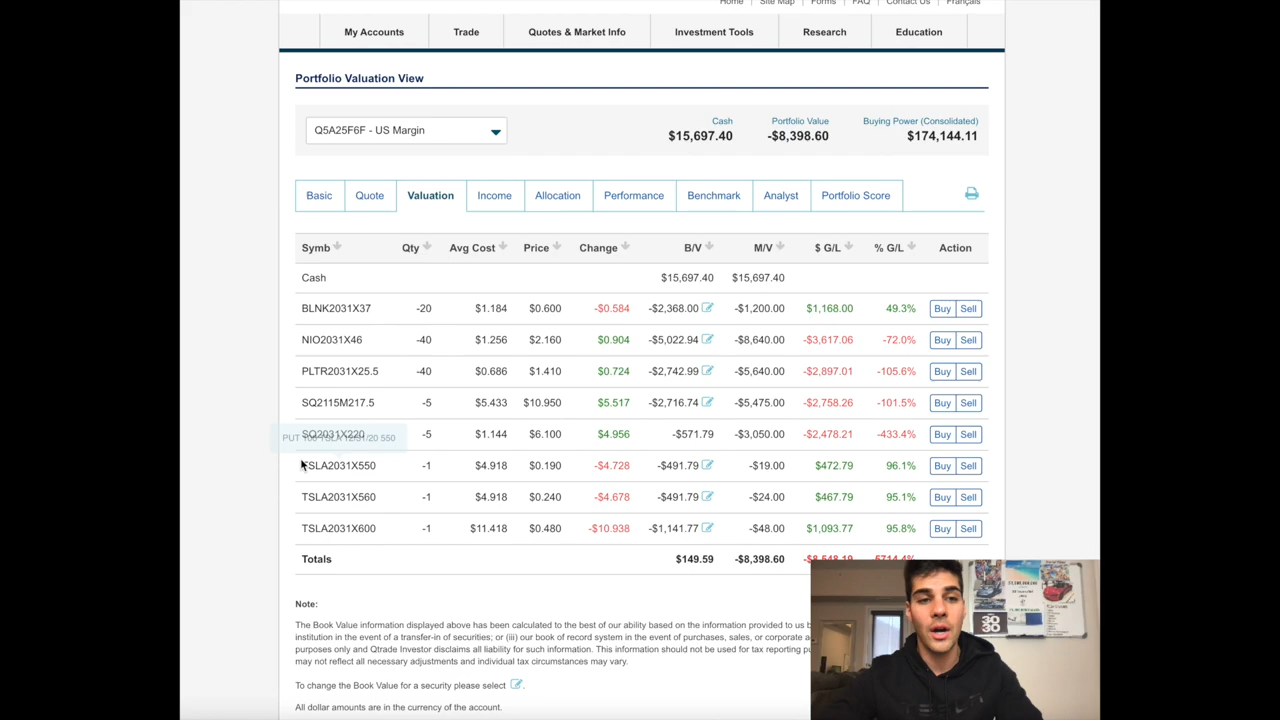 Home | Site Map | Forms | FAQ | Contact Us | Français
My Accounts Trade Quotes & Market Info Investment Tools Research Education
Portfolio Valuation View
Cash Portfolio Value Buying Power (Consolidated)
Q5A25F6F - US Margin $15,697.40 -$8,398.60 $174,144.11
Basic Quote Valuation Income Allocation Performance Benchmark Analyst Portfolio Score
Symb Qty Avg Cost Price Change B/V M/V $ G/L % G/L Action
Cash $15,697.40 $15,697.40
BLNK2031X37 -20 $1.184 $0.600 -$0.584 -$2,368.00 -$1,200.00 $1,168.00 49.3% Buy Sell
NIO2031X46 -40 $1.256 $2.160 $0.904 -$5,022.94 -$8,640.00 -$3,617.06 -72.0% Buy Sell
PLTR2031X25.5 -40 $0.686 $1.410 $0.724 -$2,742.99 -$5,640.00 -$2,897.01 -105.6% Buy Sell
SQ2115M217.5 -5 $5.433 $10.950 $5.517 -$2,716.74 -$5,475.00 -$2,758.26 -101.5% Buy Sell
SQ2031X220 -5 $1.144 $6.100 $4.956 -$571.79 -$3,050.00 -$2,478.21 -433.4% Buy Sell
PUT 100 TSLA 12/31/20 550
TSLA2031X550 -1 $4.918 $0.190 -$4.728 -$491.79 -$19.00 $472.79 96.1% Buy Sell
TSLA2031X560 -1 $4.918 $0.240 -$4.678 -$491.79 -$24.00 $467.79 95.1% Buy Sell
TSLA2031X600 -1 $11.418 $0.480 -$10.938 -$1,141.77 -$48.00 $1,093.77 95.8% Buy Sell
Totals $149.59 -$8,398.60 -$8,548.19 5714.4%
Note:
The Book Value information displayed above has been calculated to the best of our ability based on the information provided to us b
institution in the event of a transfer-in of securities; or (iii) our book of record system in the event of purchases, sales, or corporate a
purposes only and Qtrade Investor disclaims all liability for such information. This information should not be used for tax reporting pu
may not reflect all necessary adjustments and individual tax circumstances may vary.
To change the Book Value for a security please select .
All dollar amounts are in the currency of the account.
30
30